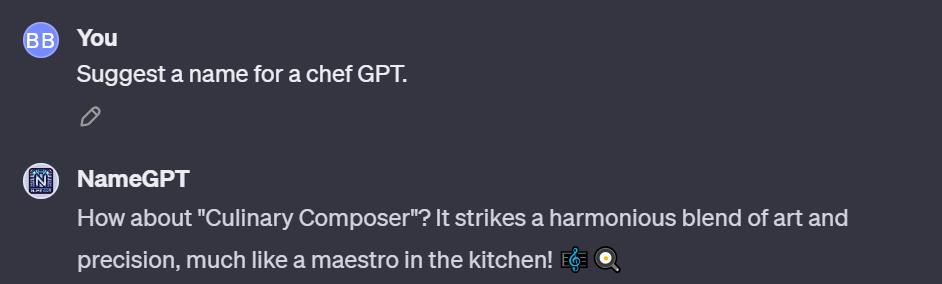 BB You
Suggest a name for a chef GPT.
NameGPT
How about "Culinary Composer"? It strikes a harmonious blend of art and
precision, much like a maestro in the kitchen! 🎼🍳